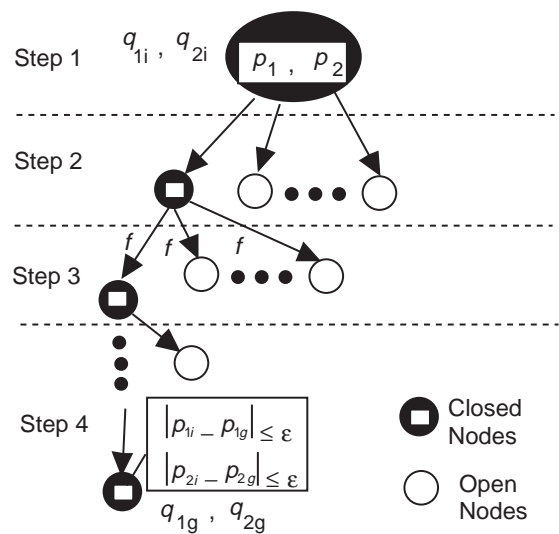 Step 1
q1i , q2i
p1 , p2
Step 2
f
f
f
Step 3
Step 4
|p1i – p1g| ≤ ε
|p2i – p2g| ≤ ε
q1g , q2g
Closed
Nodes
Open
Nodes